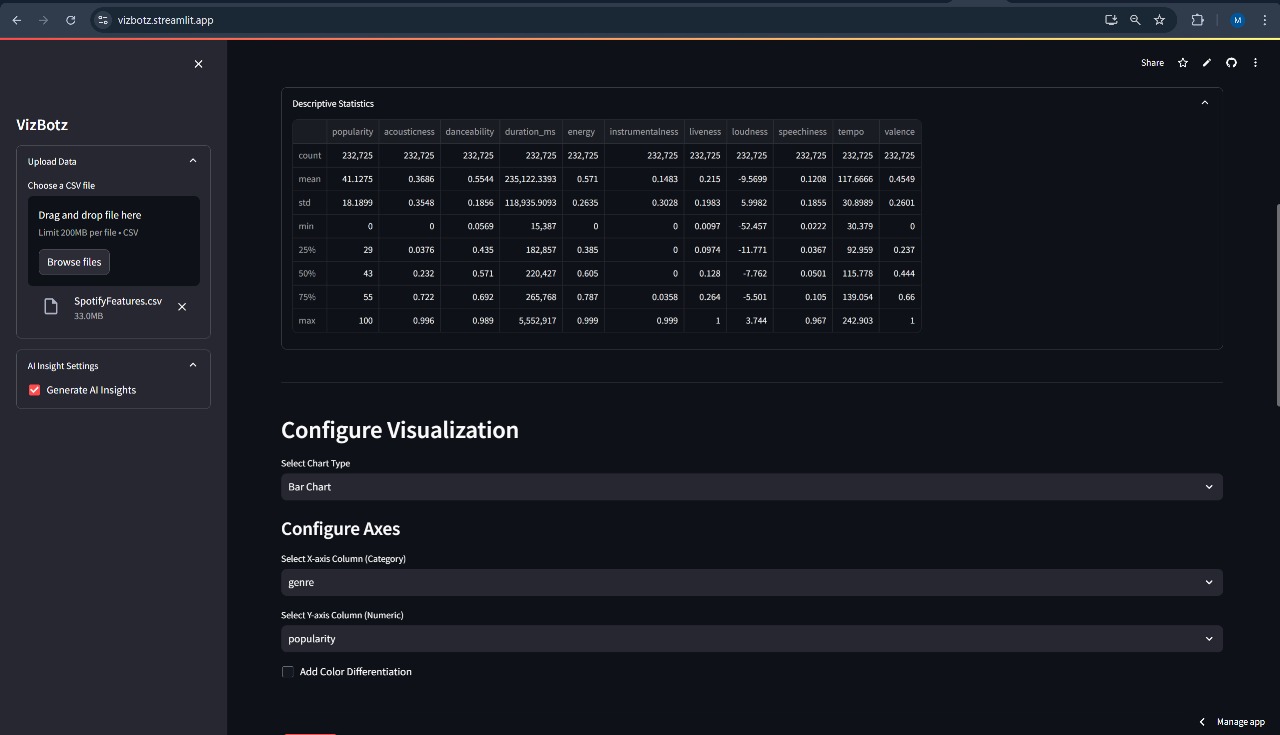 vizbotz.streamlit.app
M
Share
VizBotz
Upload Data
Choose a CSV file
Drag and drop file here
Limit 200MB per file • CSV
Browse files
SpotifyFeatures.csv
33.0MB
AI Insight Settings
Generate AI Insights
Descriptive Statistics
popularity acousticness danceability duration_ms energy instrumentalness liveness loudness speechiness tempo valence
count 232,725 232,725 232,725 232,725 232,725 232,725 232,725 232,725 232,725 232,725 232,725
mean 41.1275 0.3686 0.5544 235,122.3393 0.571 0.1483 0.215 -9.5699 0.1208 117.6666 0.4549
std 18.1899 0.3548 0.1856 118,935.9093 0.2635 0.3028 0.1983 5.9982 0.1855 30.8989 0.2601
min 0 0 0.0569 15,387 0 0 0.0097 -52.457 0.0222 30.379 0
25% 29 0.0376 0.435 182,857 0.385 0 0.0974 -11.771 0.0367 92.959 0.237
50% 43 0.232 0.571 220,427 0.605 0 0.128 -7.762 0.0501 115.778 0.444
75% 55 0.722 0.692 265,768 0.787 0.0358 0.264 -5.501 0.105 139.054 0.66
max 100 0.996 0.989 5,552,917 0.999 0.999 1 3.744 0.967 242.903 1
Configure Visualization
Select Chart Type
Bar Chart
Configure Axes
Select X-axis Column (Category)
genre
Select Y-axis Column (Numeric)
popularity
Add Color Differentiation
Manage app